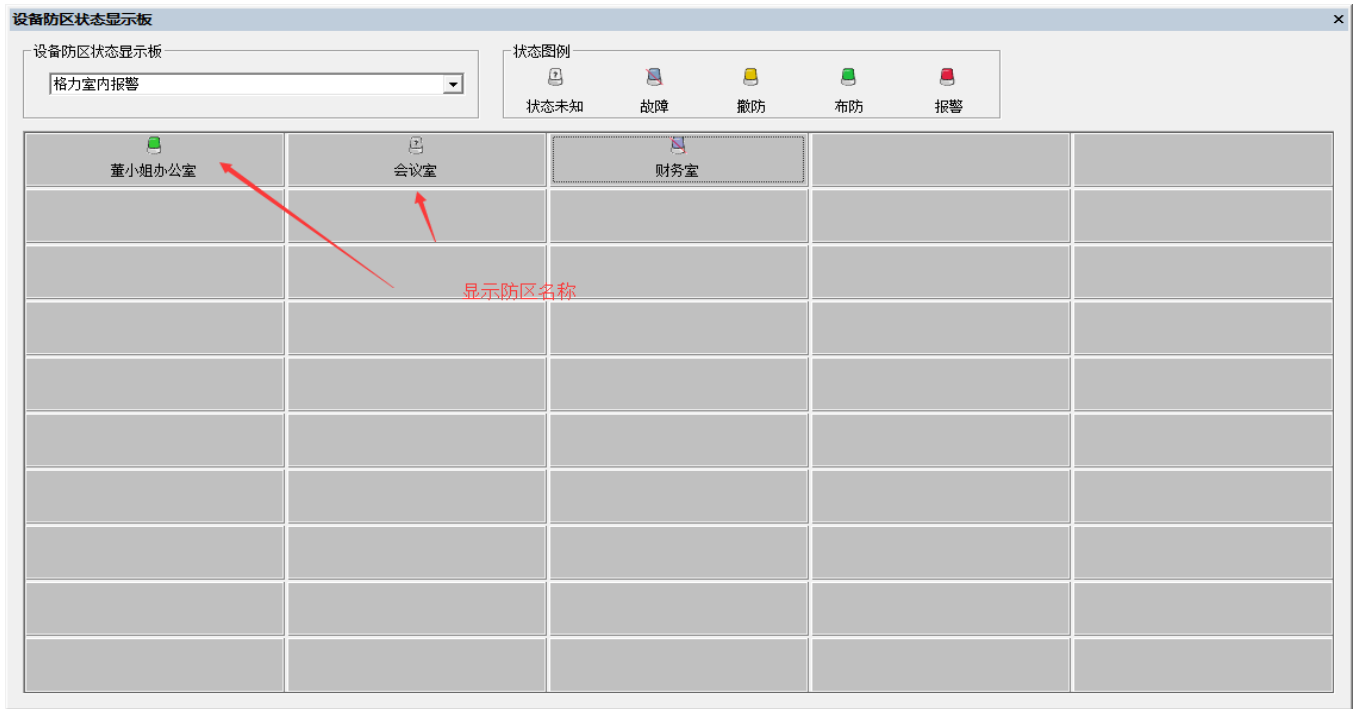 设备防区状态显示板
×
设备防区状态显示板
格力室内报警
状态图例
状态未知 故障 撤防 布防 报警
董小姐办公室 会议室 财务室
显示防区名称